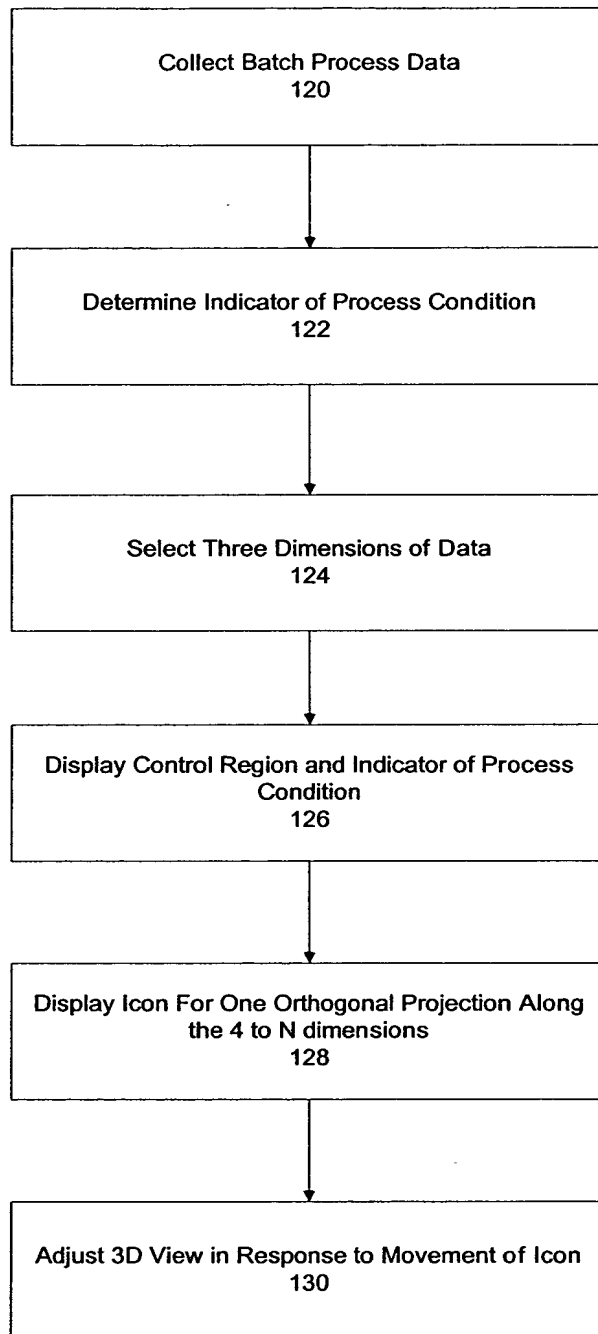 Collect Batch Process Data
120
Determine Indicator of Process Condition
122
Select Three Dimensions of Data
124
Display Control Region and Indicator of Process
Condition
126
Display Icon For One Orthogonal Projection Along
the 4 to N dimensions
128
Adjust 3D View in Response to Movement of Icon
130